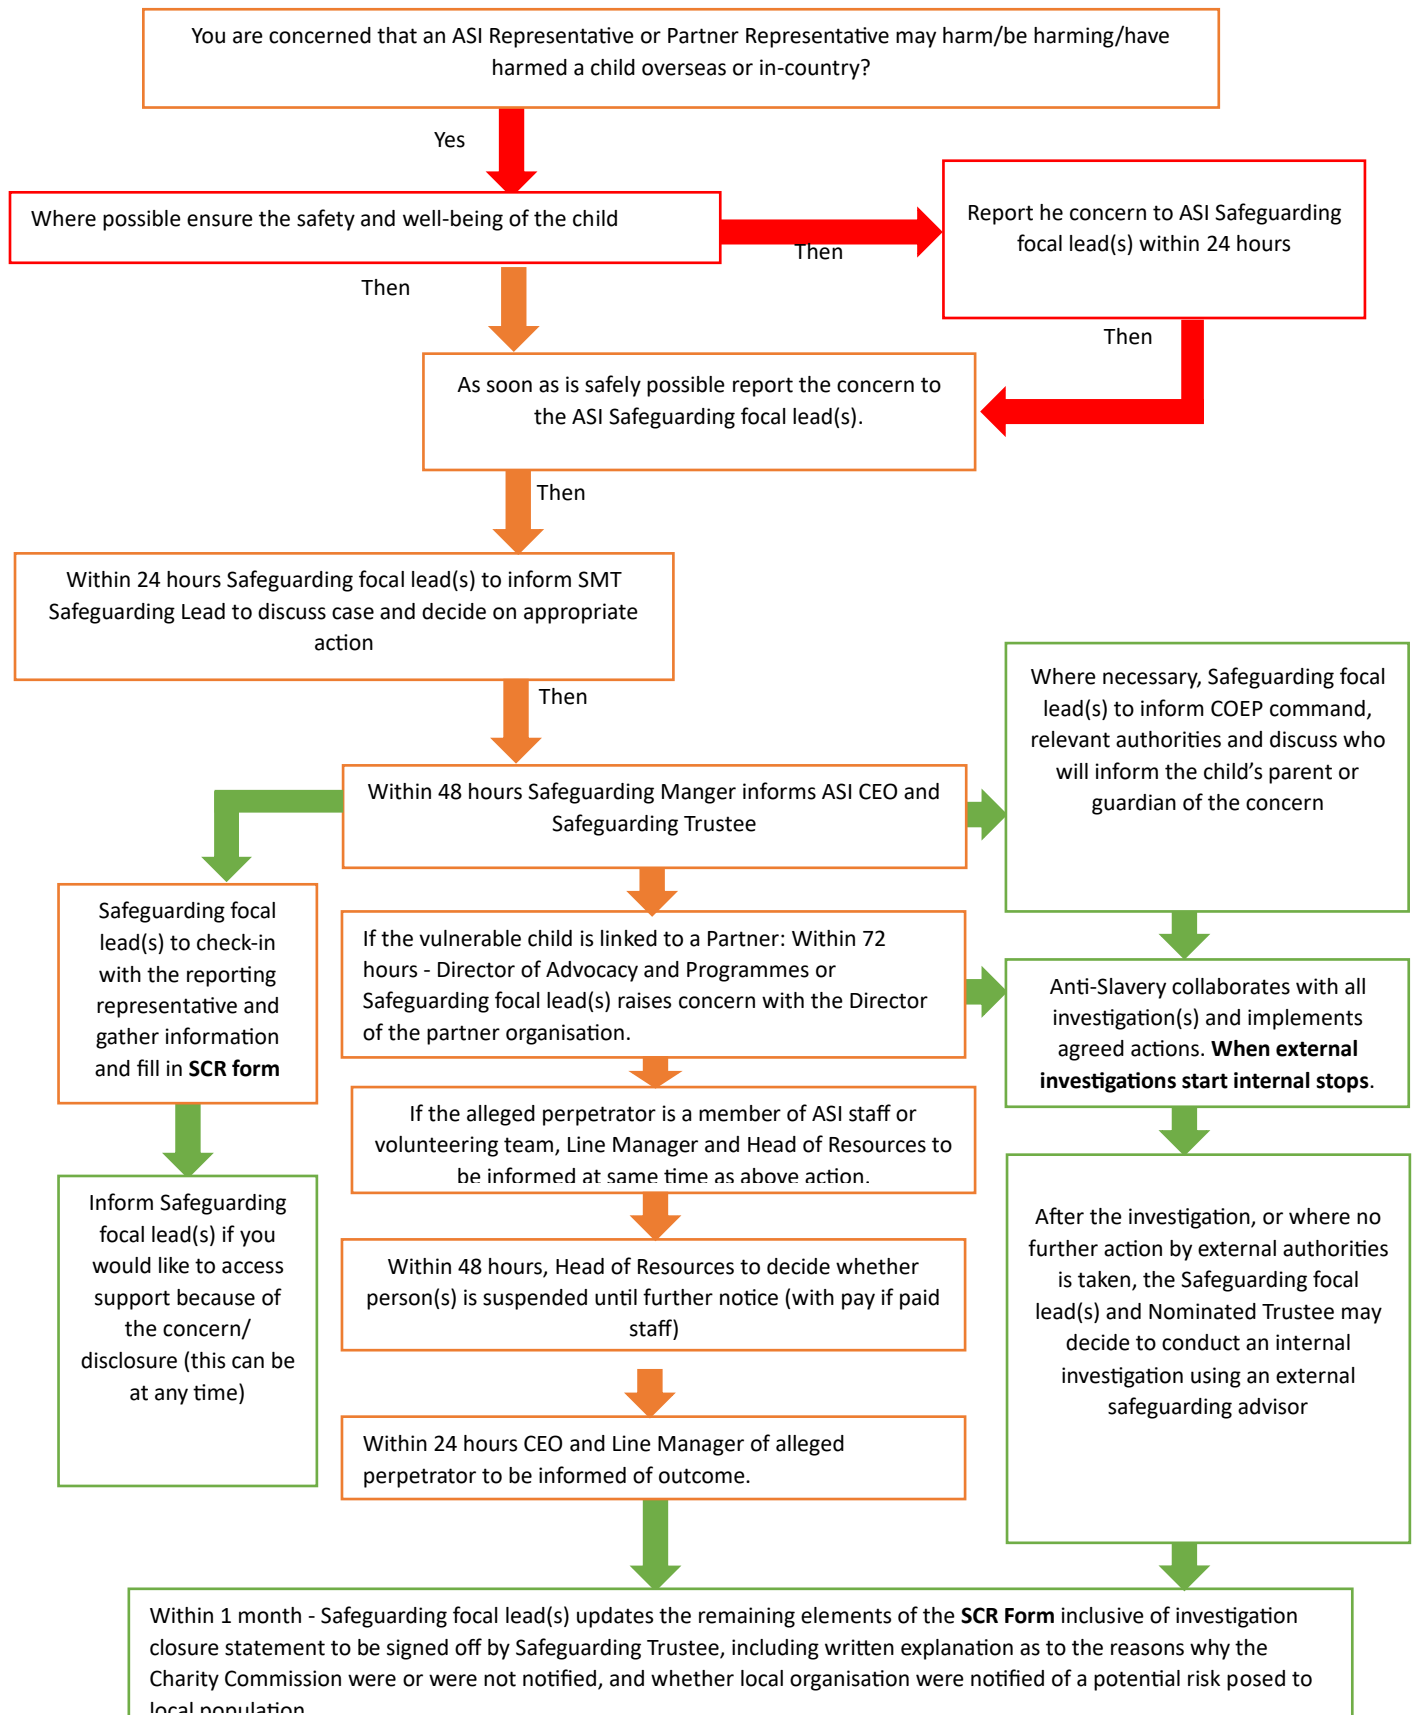 You are concerned that an ASI Representative or Partner Representative may harm/be harming/have
harmed a child overseas or in-country?
Yes
Where possible ensure the safety and well-being of the child
Then
Report he concern to ASI Safeguarding
focal lead(s) within 24 hours
Then
Then
As soon as is safely possible report the concern to
the ASI Safeguarding focal lead(s).
Then
Within 24 hours Safeguarding focal lead(s) to inform SMT
Safeguarding Lead to discuss case and decide on appropriate
action
Then
Within 48 hours Safeguarding Manger informs ASI CEO and
Safeguarding Trustee
Where necessary, Safeguarding focal
lead(s) to inform COEP command,
relevant authorities and discuss who
will inform the child's parent or
guardian of the concern
Safeguarding focal
lead(s) to check-in
with the reporting
representative and
gather information
and fill in SCR form
If the vulnerable child is linked to a Partner: Within 72
hours - Director of Advocacy and Programmes or
Safeguarding focal lead(s) raises concern with the Director
of the partner organisation.
Anti-Slavery collaborates with all
investigation(s) and implements
agreed actions. When external
investigations start internal stops.
If the alleged perpetrator is a member of ASI staff or
volunteering team, Line Manager and Head of Resources to
be informed at same time as above action.
Inform Safeguarding
focal lead(s) if you
would like to access
support because of
the concern/
disclosure (this can be
at any time)
Within 48 hours, Head of Resources to decide whether
person(s) is suspended until further notice (with pay if paid
staff)
After the investigation, or where no
further action by external authorities
is taken, the Safeguarding focal
lead(s) and Nominated Trustee may
decide to conduct an internal
investigation using an external
safeguarding advisor
Within 24 hours CEO and Line Manager of alleged
perpetrator to be informed of outcome.
Within 1 month - Safeguarding focal lead(s) updates the remaining elements of the SCR Form inclusive of investigation
closure statement to be signed off by Safeguarding Trustee, including written explanation as to the reasons why the
Charity Commission were or were not notified, and whether local organisation were notified of a potential risk posed to
local population